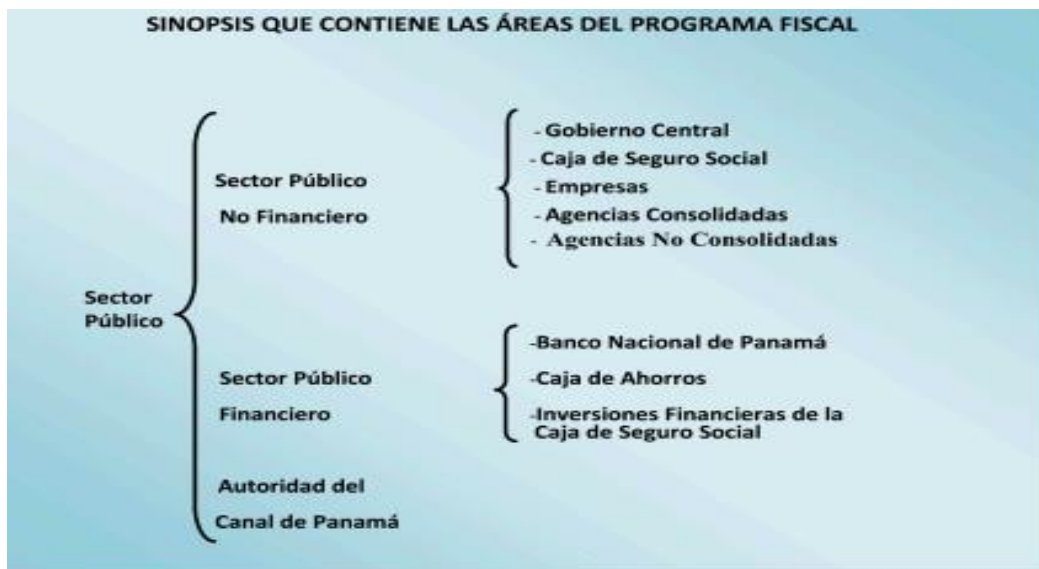 SINOPSIS QUE CONTIENE LAS ÁREAS DEL PROGRAMA FISCAL
Sector
Público
Sector Público
No Financiero
- Gobierno Central
- Caja de Seguro Social
- Empresas
- Agencias Consolidadas
- Agencias No Consolidadas
Sector Público
Financiero
-Banco Nacional de Panamá
-Caja de Ahorros
-Inversiones Financieras de la
Caja de Seguro Social
Autoridad del
Canal de Panamá